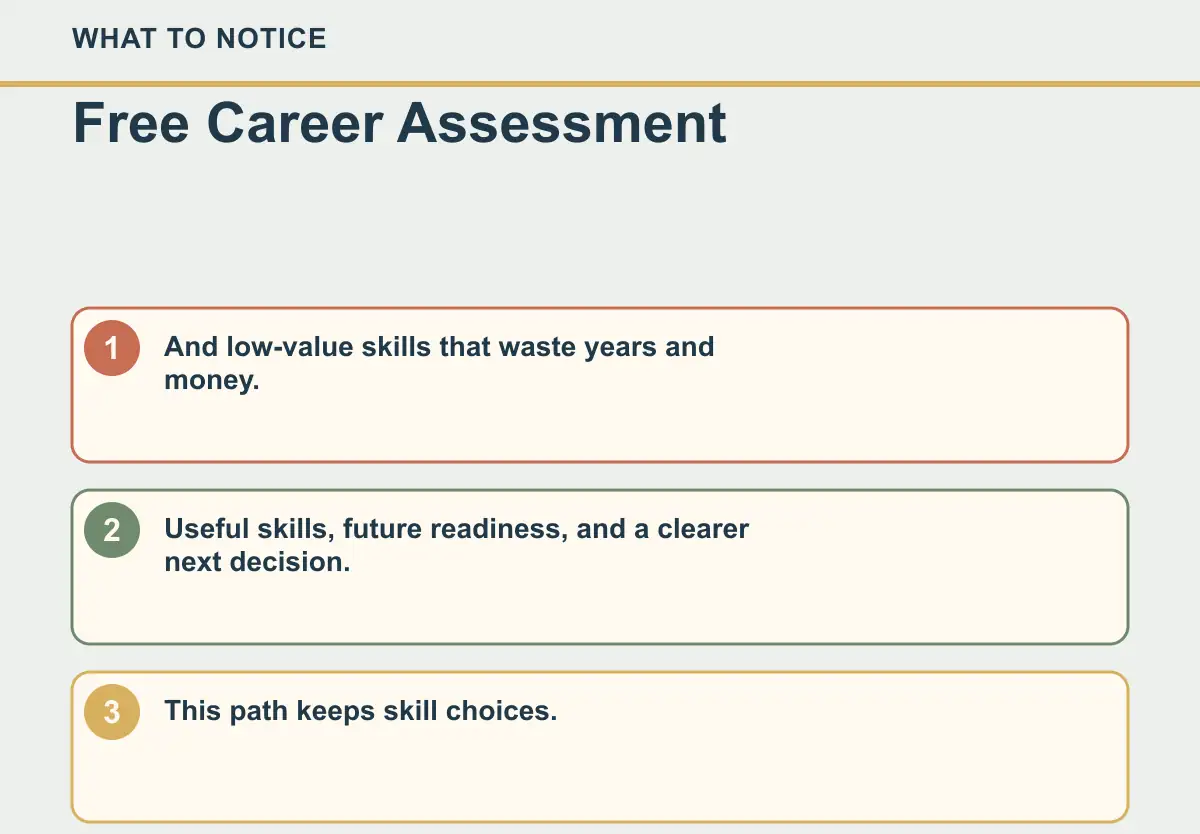 WHAT TO NOTICE
Free Career Assessment
1
And low-value skills that waste years and
money.
2
Useful skills, future readiness, and a clearer
next decision.
3
This path keeps skill choices.